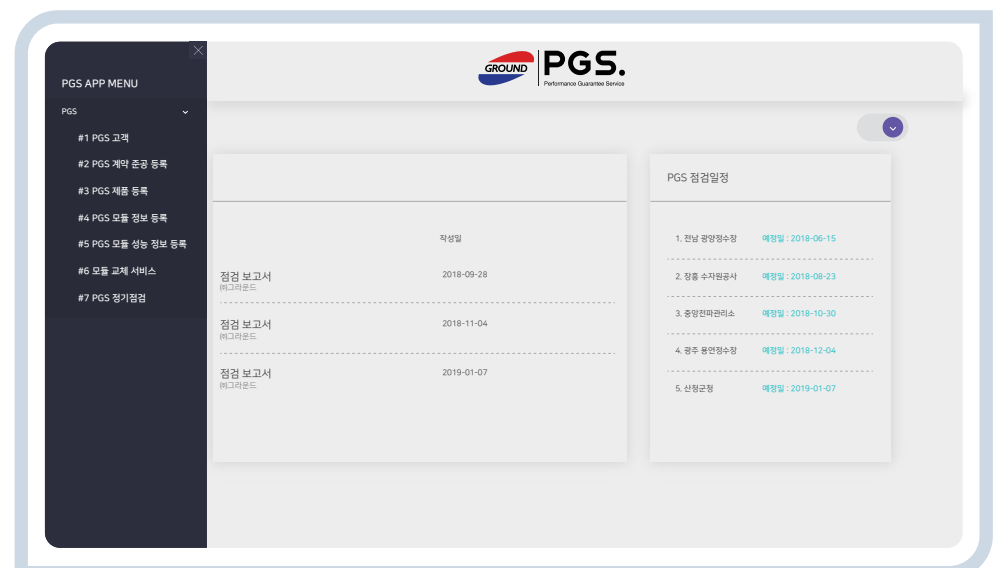 PGS APP MENU
PGS
#1 PGS 고객
#2 PGS 계약 준공 등록
#3 PGS 제품 등록
#4 PGS 모듈 정보 등록
#5 PGS 모듈 성능 정보 등록
#6 모듈 교체 서비스
#7 PGS 정기점검
GROUND
PGS.
Performance Guarantee Service
작성일
점검 보고서 2018-09-28
㈜그라운드
점검 보고서 2018-11-04
㈜그라운드
점검 보고서 2019-01-07
㈜그라운드
PGS 점검일정
1. 전남 광양정수장 예정일 : 2018-06-15
2. 장흥 수자원공사 예정일 : 2018-08-23
3. 중앙전파관리소 예정일 : 2018-10-30
4. 광주 용연정수장 예정일 : 2018-12-04
5. 산청군청 예정일 : 2019-01-07